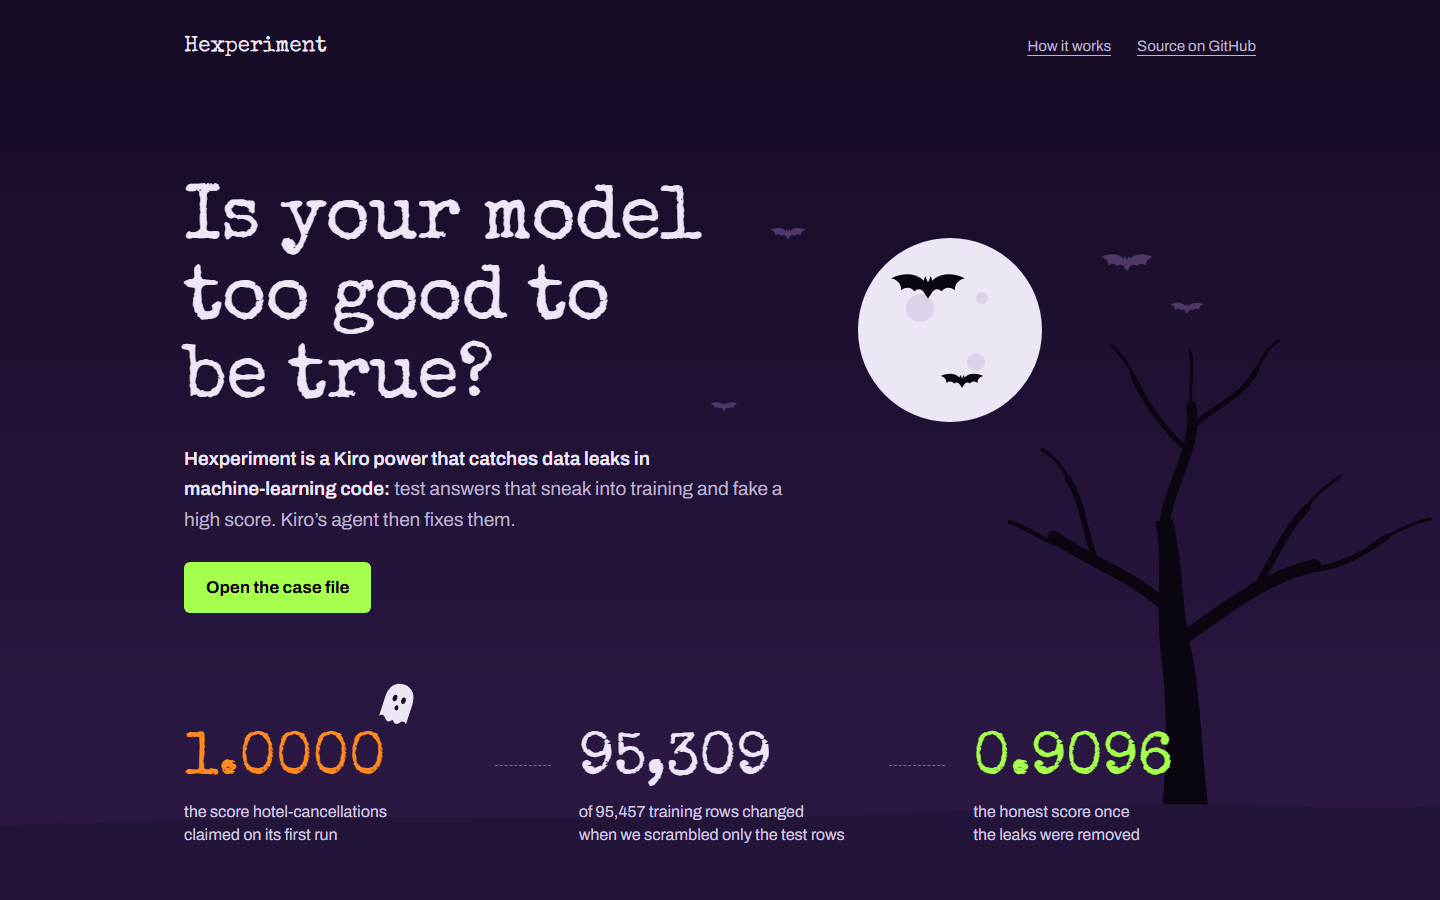 Hexperiment
How it works
Source on GitHub
Is your model
too good to
be true?
Hexperiment is a Kiro power that catches data leaks in
machine-learning code: test answers that sneak into training and fake a
high score. Kiro’s agent then fixes them.
Open the case file
1.0000
the score hotel-cancellations
claimed on its first run
95,309
of 95,457 training rows changed
when we scrambled only the test rows
0.9096
the honest score once
the leaks were removed